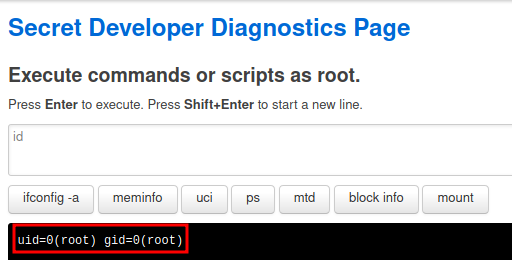 Secret Developer Diagnostics Page
Execute commands or scripts as root.
Press Enter to execute. Press Shift+Enter to start a new line.
id
ifconfig -a meminfo uci ps mtd block info mount
uid=0(root) gid=0(root)